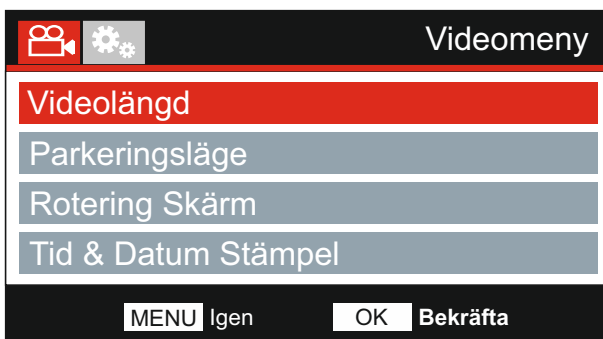 Videomeny
Videolängd
Parkeringsläge
Rotering Skärm
Tid & Datum Stämpel
MENU Igen OK Bekräfta